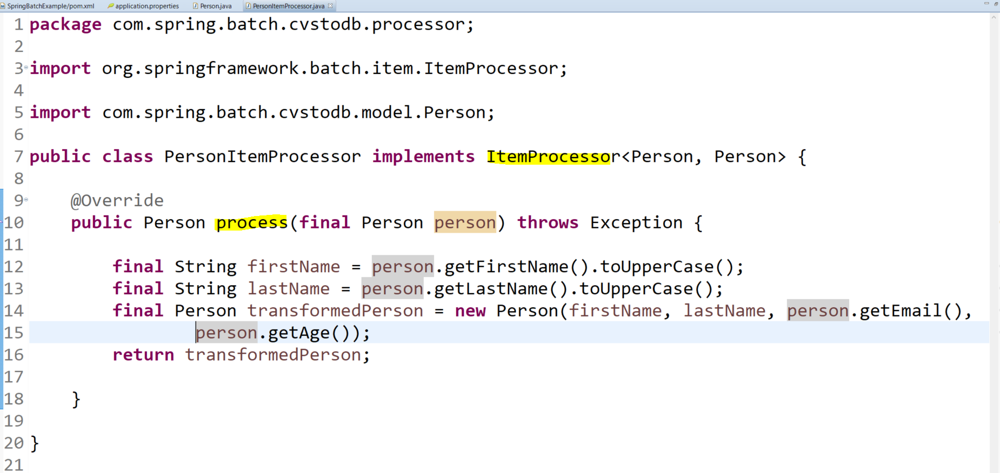 SpringBatchExample/pom.xml application.properties Person.java PersonItemProcessor.java
1 package com.spring.batch.cvstodb.processor;
2
3 import org.springframework.batch.item.ItemProcessor;
4
5 import com.spring.batch.cvstodb.model.Person;
6
7 public class PersonItemProcessor implements ItemProcessor<Person, Person> {
8
9 @Override
10 public Person process(final Person person) throws Exception {
11
12 final String firstName = person.getFirstName().toUpperCase();
13 final String lastName = person.getLastName().toUpperCase();
14 final Person transformedPerson = new Person(firstName, lastName, person.getEmail(),
15 person.getAge());
16 return transformedPerson;
17
18 }
19
20 }
21